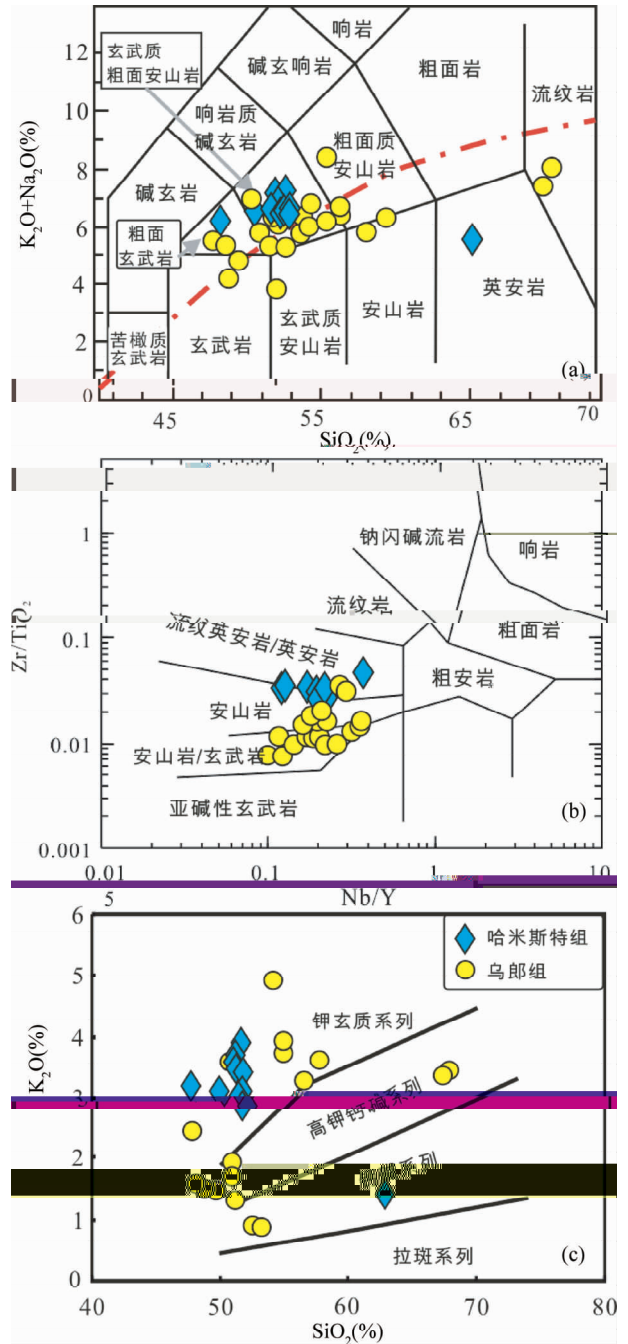 12
10
8
6
4
2
0
K₂O+Na₂O(%)
玄武质
粗面安山岩
响岩
碱玄响岩
粗面岩
流纹岩
响岩质
碱玄岩
粗面质
安山岩
碱玄岩
粗面
玄武岩
英安岩
苦橄质
玄武岩
玄武岩
玄武质
安山岩
安山岩
(a)
45
55
65
70
SiO₂(%)
1
0.1
0.01
0.001
Zr/TiO₂
钠闪碱流岩
响岩
流纹岩
粗面岩
流纹英安岩/英安岩
粗安岩
安山岩
安山岩/玄武岩
亚碱性玄武岩
(b)
0.01
0.1
1
10
Nb/Y
5
6
5
4
3
2
1
0
K₂O(%)
哈米斯特组
乌郎组
钾玄质系列
高钾钙-碱系列
系列
拉斑系列
(c)
40
50
60
70
80
SiO₂(%)